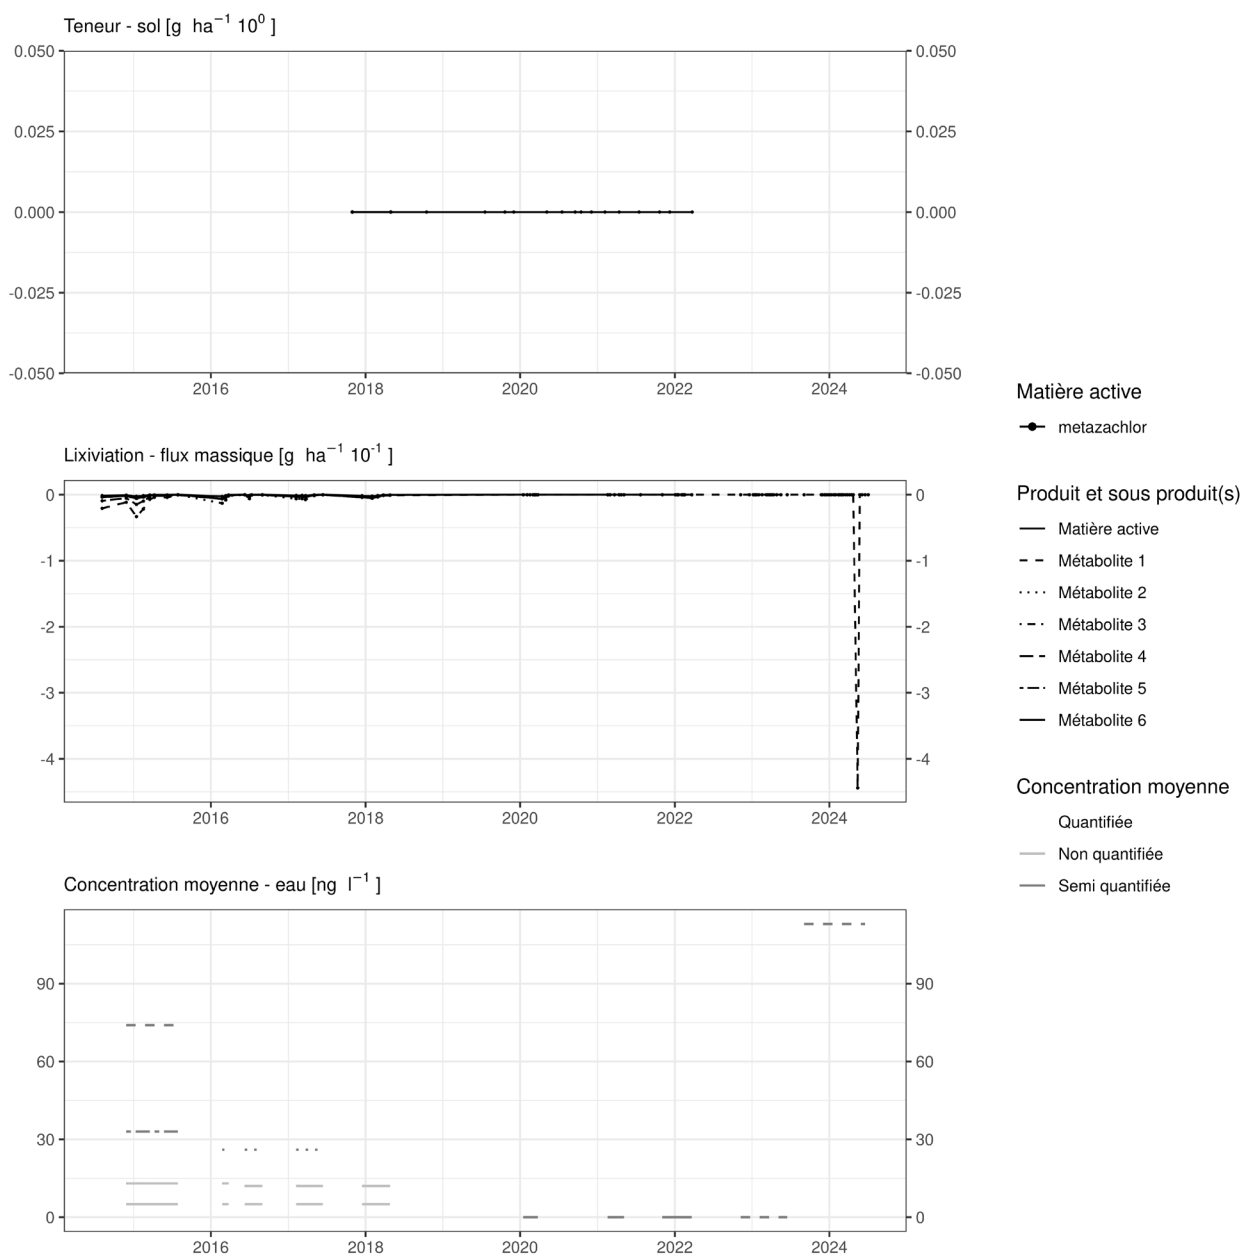 Teneur - sol [g ha⁻¹ 10⁰ ]
0.050 0.050
0.025 0.025
0.000 0.000
-0.025 -0.025
-0.050 -0.050
2016 2018 2020 2022 2024
Lixiviation - flux massique [g ha⁻¹ 10⁻¹ ]
0 0
-1 -1
-2 -2
-3 -3
-4 -4
2016 2018 2020 2022 2024
Concentration moyenne - eau [ng l⁻¹ ]
90 90
60 60
30 30
0 0
2016 2018 2020 2022 2024
Matière active
metazachlor
Produit et sous produit(s)
Matière active
Métabolite 1
Métabolite 2
Métabolite 3
Métabolite 4
Métabolite 5
Métabolite 6
Concentration moyenne
Quantifiée
Non quantifiée
Semi quantifiée